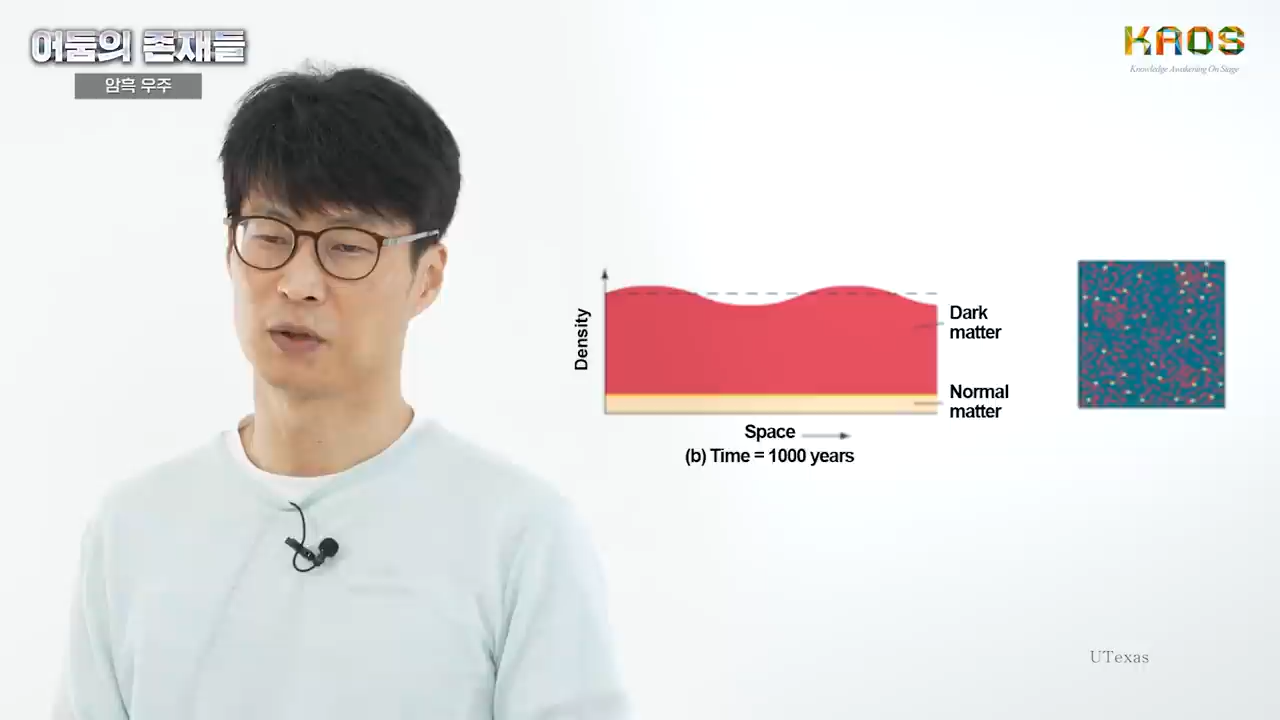 어둠의 존재들
암흑 우주
KAOS
Knowledge Awakening On Stage
Density
Dark
matter
Normal
matter
Space
(b) Time = 1000 years
UTexas